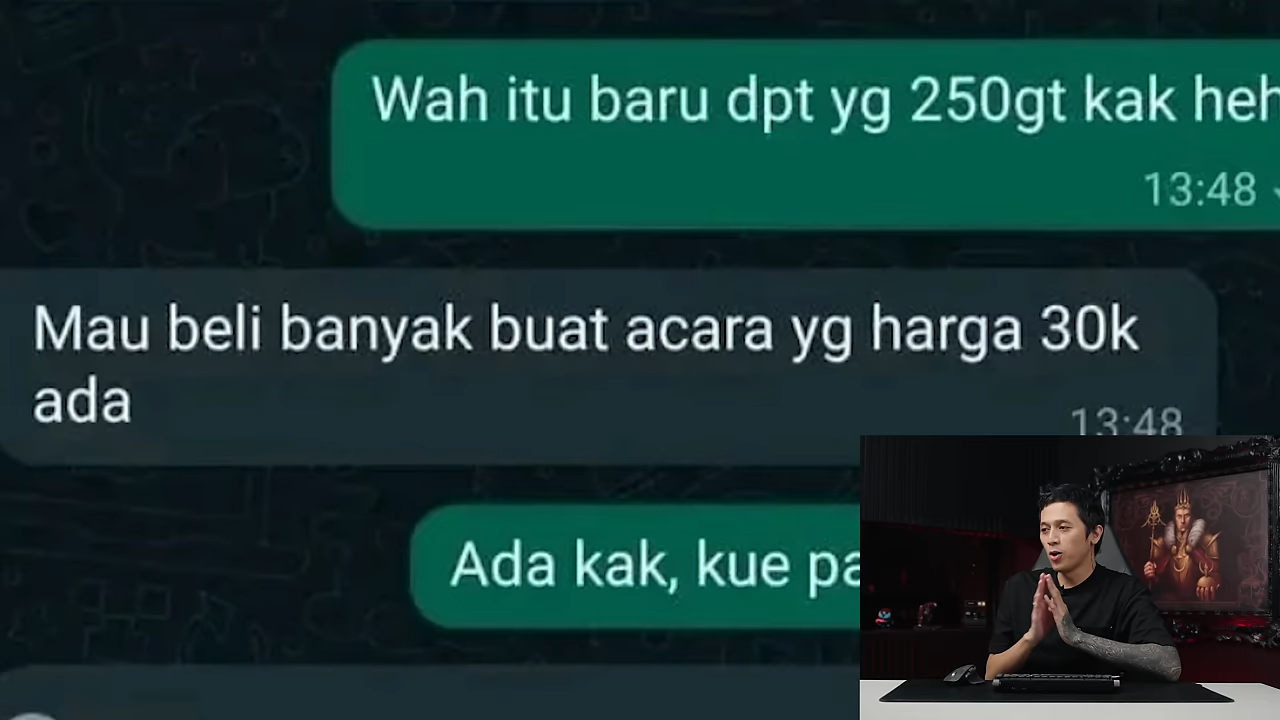 Wah itu baru dpt yg 250gt kak heh
13:48
Mau beli banyak buat acara yg harga 30k
ada
13:48
Ada kak, kue pa